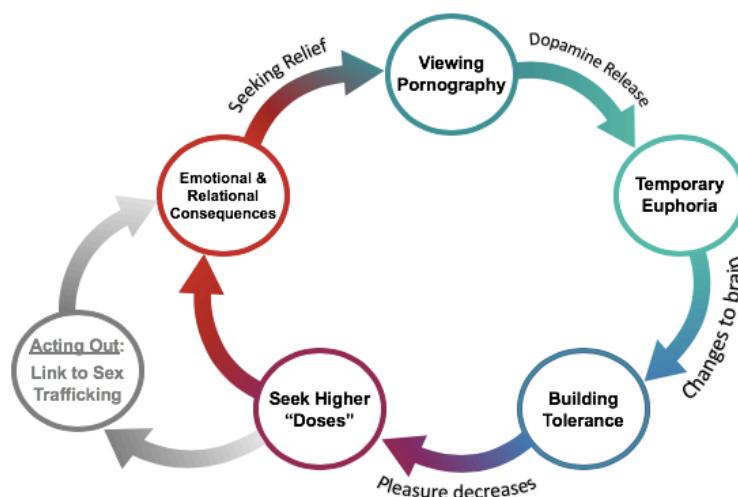 Viewing
Pornography
Dopamine Release
Temporary
Euphoria
Changes to brain
Building
Tolerance
Pleasure decreases
Seek Higher
“Doses”
Acting Out:
Link to Sex
Trafficking
Emotional &
Relational
Consequences
Seeking Relief